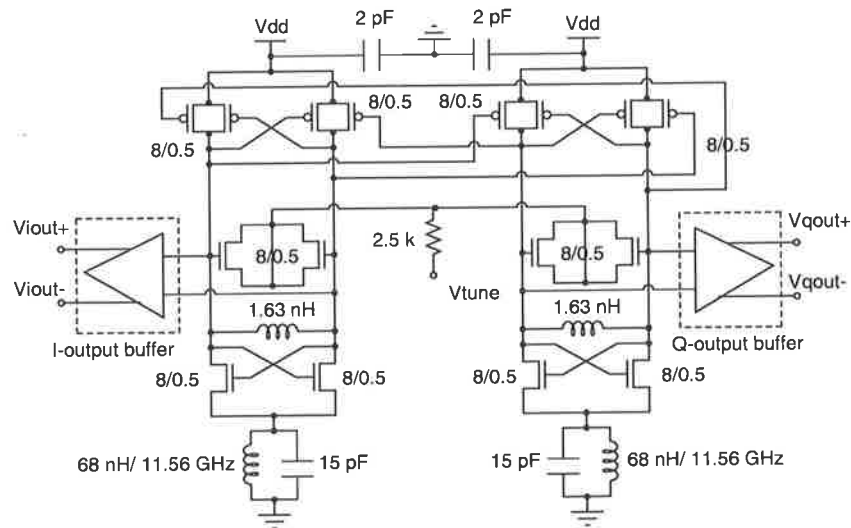 2 pF 2 pF
Vdd Vdd
8/0.5 8/0.5
8/0.5 8/0.5
Viout+ Vqout+
2.5 k
8/0.5 8/0.5
Viout- Vtune Vqout-
1.63 nH 1.63 nH
I-output buffer Q-output buffer
8/0.5 8/0.5 8/0.5 8/0.5
68 nH/ 11.56 GHz 15 pF 15 pF 68 nH/ 11.56 GHz